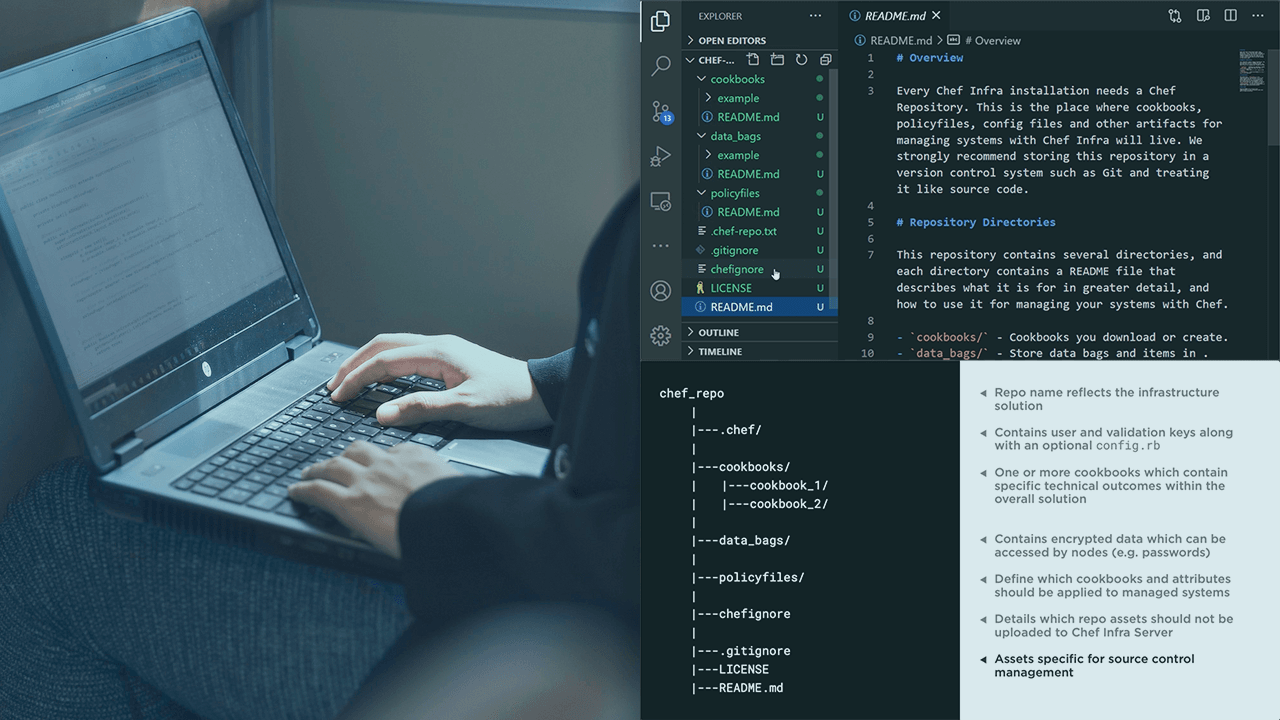 EXPLORER
OPEN EDITORS
CHEF-...
cookbooks
example
README.md U
data_bags
example
README.md U
policyfiles
README.md U
.chef-repo.txt U
.gitignore U
chefignore U
LICENSE U
README.md U
OUTLINE
TIMELINE
13
README.md
README.md > # Overview
1 # Overview
2
3 Every Chef Infra installation needs a Chef
Repository. This is the place where cookbooks,
policyfiles, config files and other artifacts for
managing systems with Chef Infra will live. We
strongly recommend storing this repository in a
version control system such as Git and treating
it like source code.
4
5 # Repository Directories
6
7 This repository contains several directories, and
each directory contains a README file that
describes what it is for in greater detail, and
how to use it for managing your systems with Chef.
8
9 - `cookbooks/` - Cookbooks you download or create.
10 - `data_bags/` - Store data bags and items in .
chef_repo
|
|---.chef/
|
|---cookbooks/
| |---cookbook_1/
| |---cookbook_2/
|
|---data_bags/
|
|---policyfiles/
|
|---chefignore
|
|---.gitignore
|---LICENSE
|---README.md
Repo name reflects the infrastructure
solution
Contains user and validation keys along
with an optional config.rb
One or more cookbooks which contain
specific technical outcomes within the
overall solution
Contains encrypted data which can be
accessed by nodes (e.g. passwords)
Define which cookbooks and attributes
should be applied to managed systems
Details which repo assets should not be
uploaded to Chef Infra Server
Assets specific for source control
management